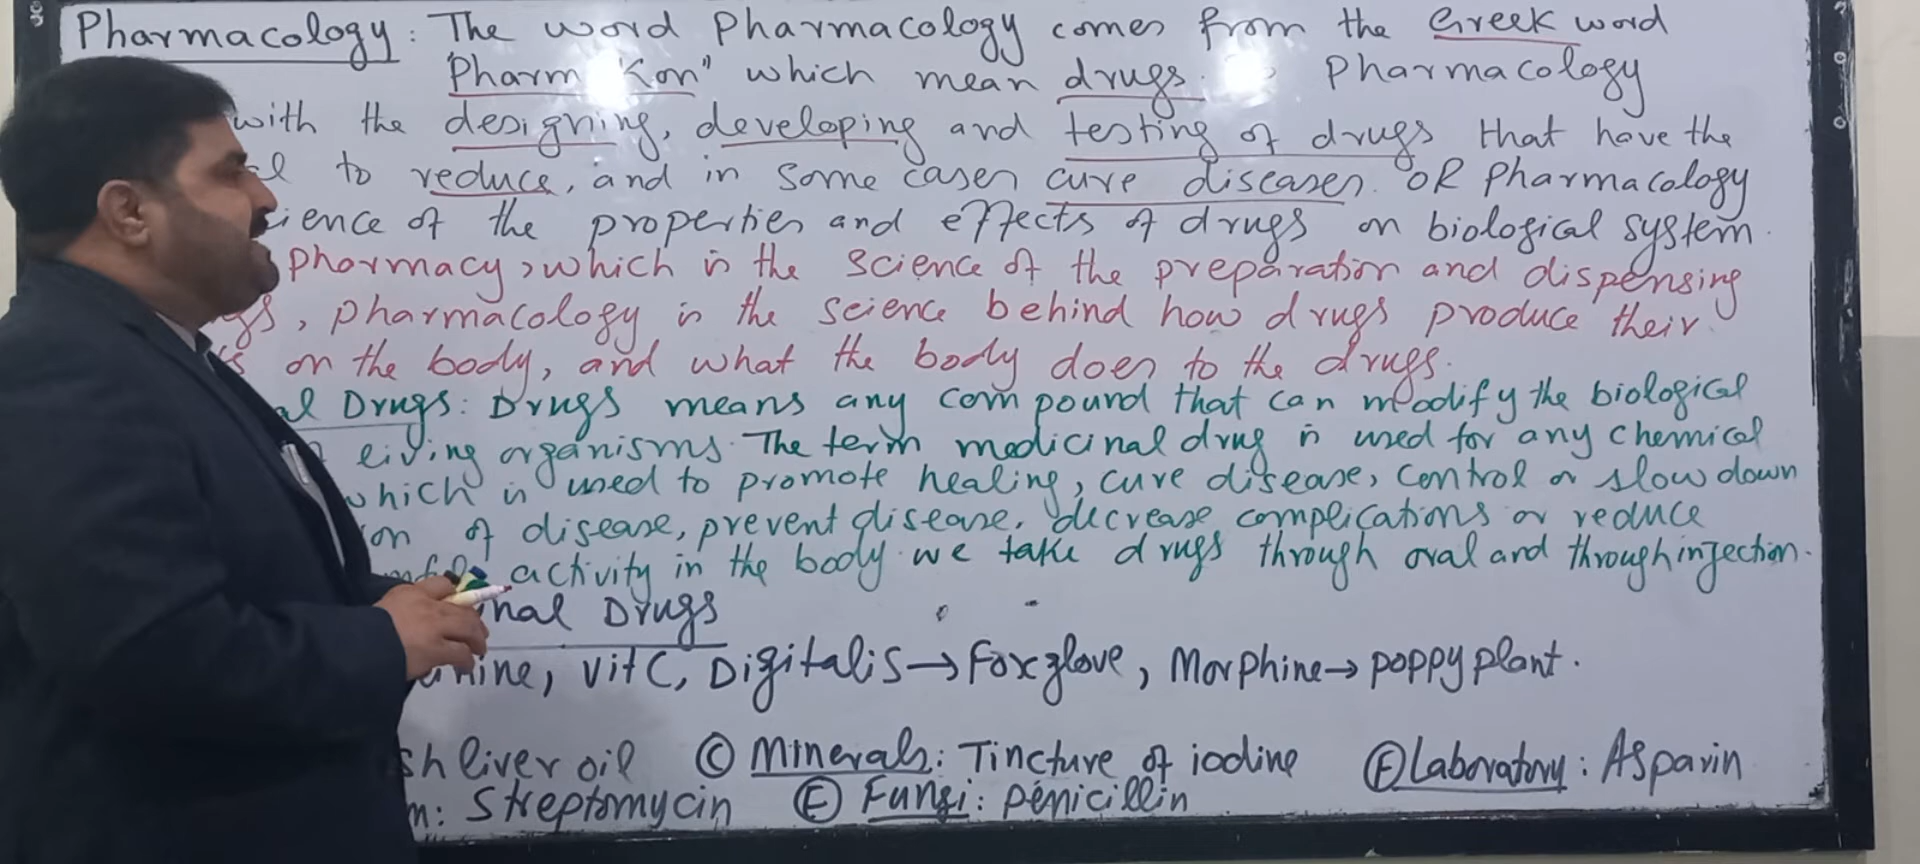 Pharmacology: The word Pharmacology comes from the Greek word
"Pharm Kon" which mean drugs. Pharmacology
with the designing, developing and testing of drugs that have the
to reduce, and in some cases cure diseases. OR Pharmacology
ience of the properties and effects of drugs on biological system.
pharmacy, which is the science of the preparation and dispensing
gs, pharmacology is the science behind how drugs produce their
s on the body, and what the body does to the drugs.
al Drugs: Drugs means any compound that can modify the biological
living organisms. The term medicinal drug is used for any chemical
which is used to promote healing, cure disease, control or slow down
ion of disease, prevent disease, decrease complications or reduce
activity in the body. we take drugs through oral and through injection.
inal Drugs
nine, Vit C, Digitalis → Foxglove, Morphine → poppy plant.
sh liver oil Ⓒ Minerals: Tincture of iodine Ⓕ Laboratory: Asparin
m: Streptomycin Ⓔ Fungi: penicillin